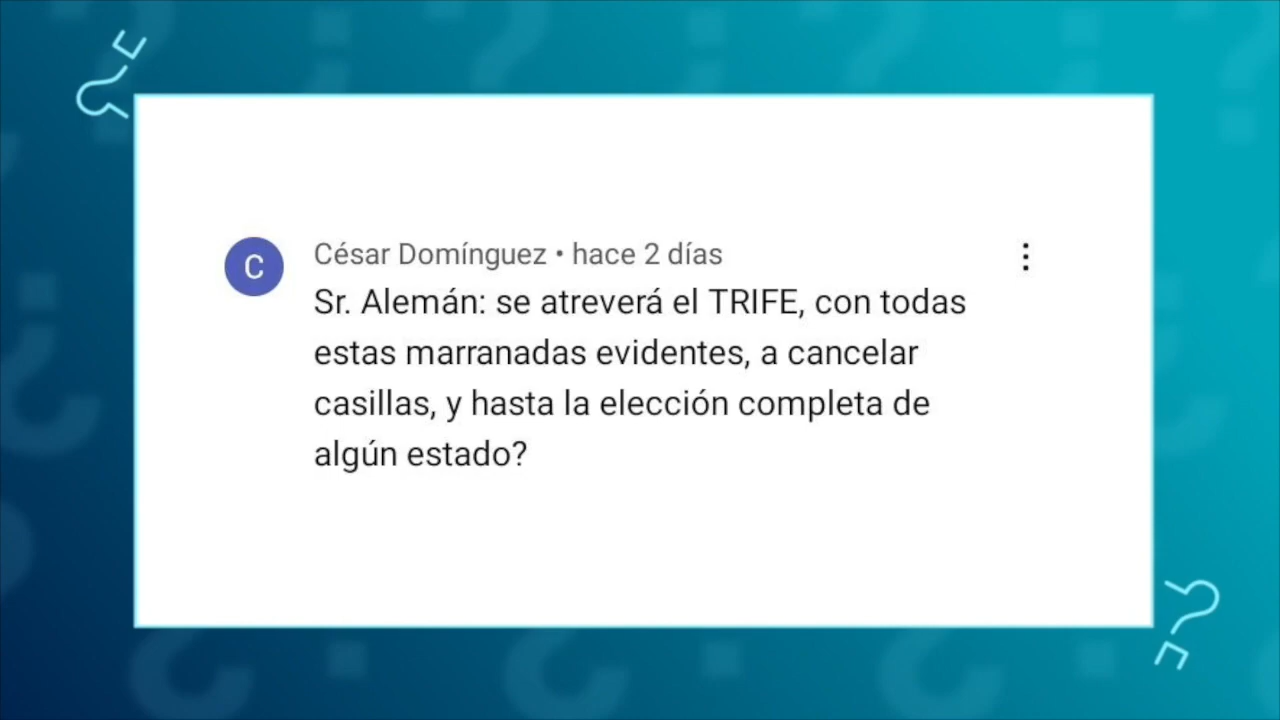 C
César Domínguez • hace 2 días
Sr. Alemán: se atreverá el TRIFE, con todas
estas marranadas evidentes, a cancelar
casillas, y hasta la elección completa de
algún estado?